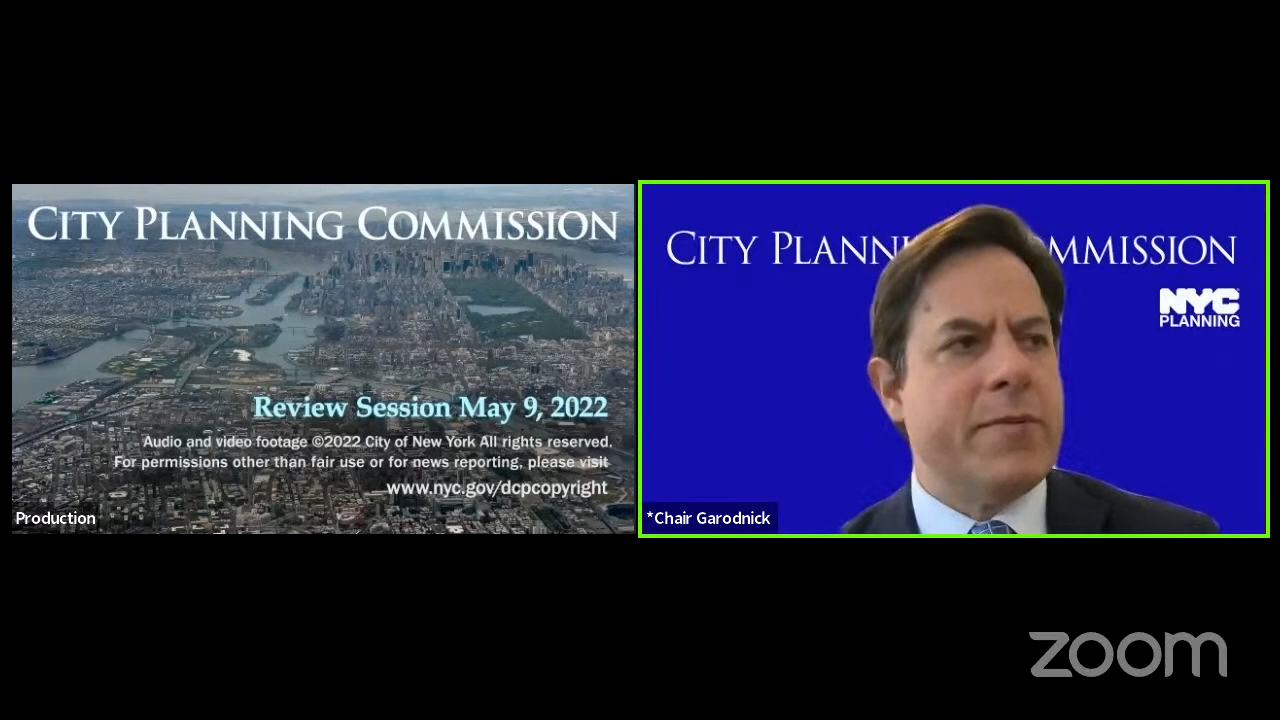 CITY PLANNING COMMISSION
Review Session May 9, 2022
Audio and video footage ©2022 City of New York All rights reserved.
For permissions other than fair use or for news reporting, please visit
www.nyc.gov/dcpcopyright
Production
CITY PLANN MMISSION
NYC
PLANNING
*Chair Garodnick
zoom